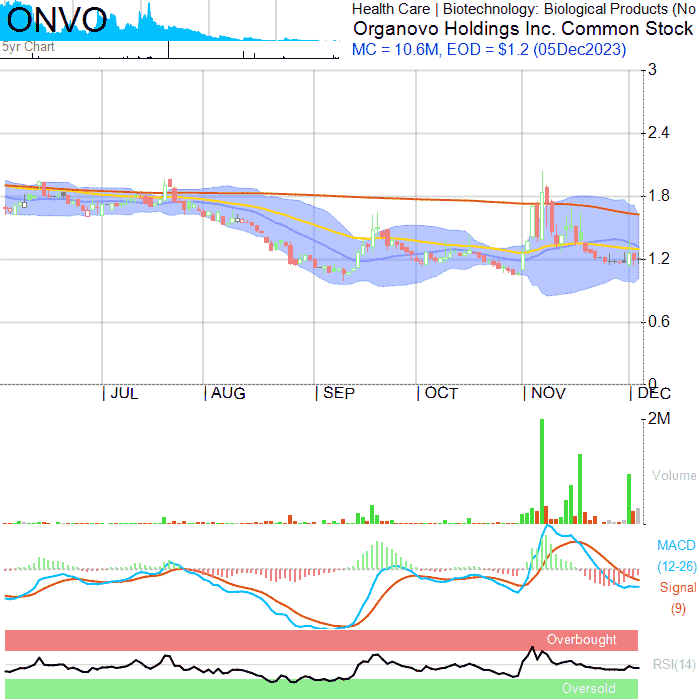 ONVO
5yr Chart
Health Care | Biotechnology: Biological Products (No
Organovo Holdings Inc. Common Stock
MC = 10.6M, EOD = $1.2 (05Dec2023)
3
2.4
1.8
1.2
0.6
0
JUL AUG SEP OCT NOV DEC
2M
Volume
MACD
(12-26)
Signal
(9)
Overbought
RSI(14)
Oversold